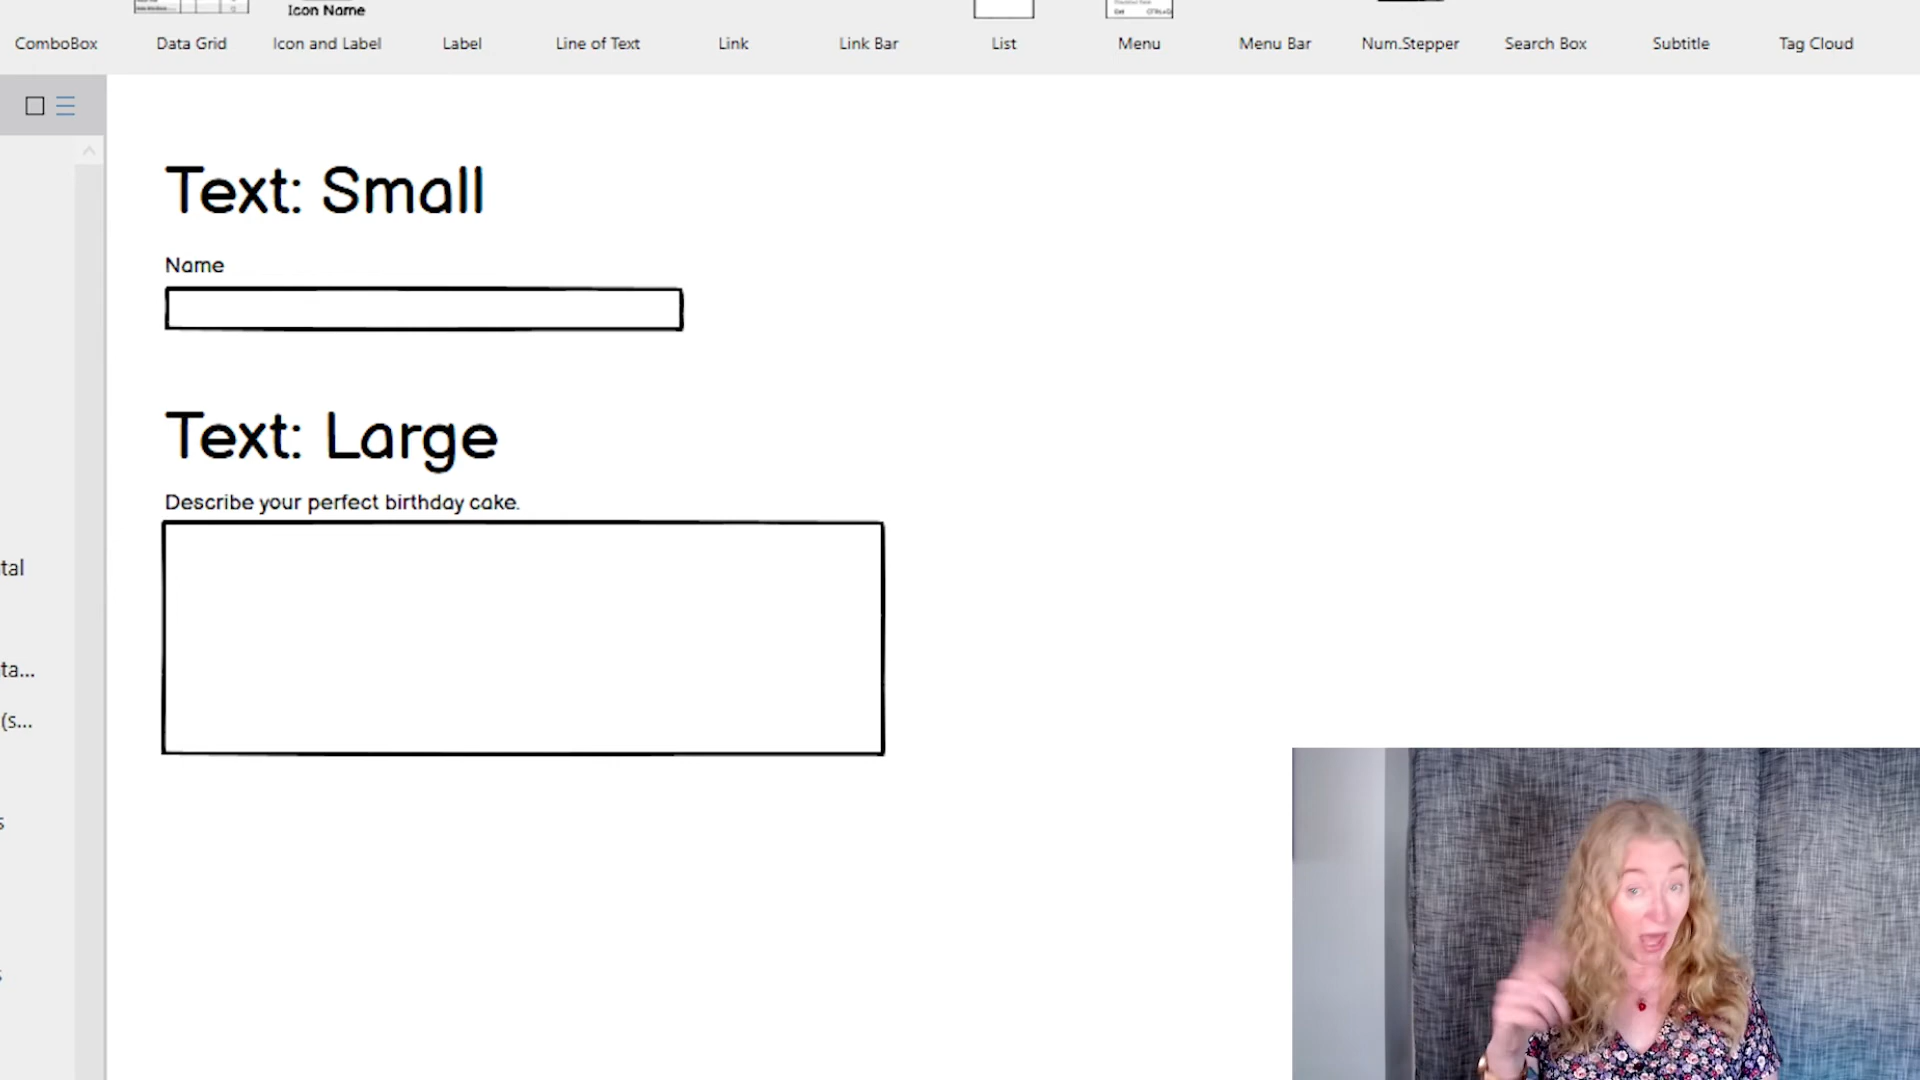 Icon Name
ComboBox Data Grid Icon and Label Label Line of Text Link Link Bar List Menu Menu Bar Num.Stepper Search Box Subtitle Tag Cloud
Text: Small
Name
Text: Large
Describe your perfect birthday cake.
tal
ta...
(s...